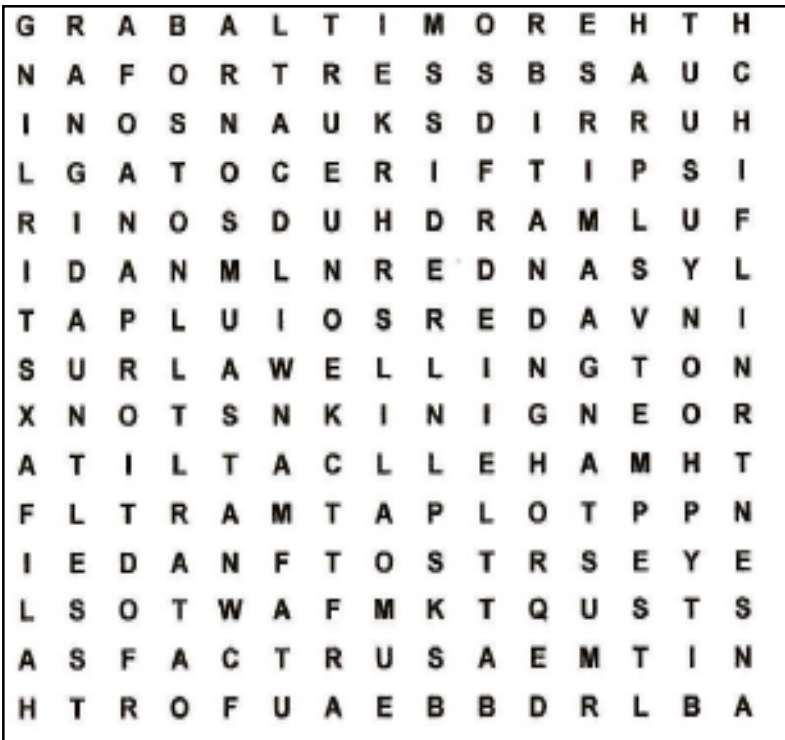 G R A B A L T I M O R E H T H
N A F O R T R E S S B S A U C
I N O S N A U K S D I R R U H
L G A T O C E R I F T I P S I
R I N O S D U H D R A M L U F
I D A N M L N R E D N A S Y L
T A P L U I O S R E D A V N I
S U R L A W E L L I N G T O N
X N O T S N K I N I G N E O R
A T I L T A C L L E H A M H T
F L T R A M T A P L O T P P N
I E D A N F T O S T R S E Y E
L S O T W A F M K T Q U S T S
A S F A C T R U S A E M T I N
H T R O F U A E B B D R L B A